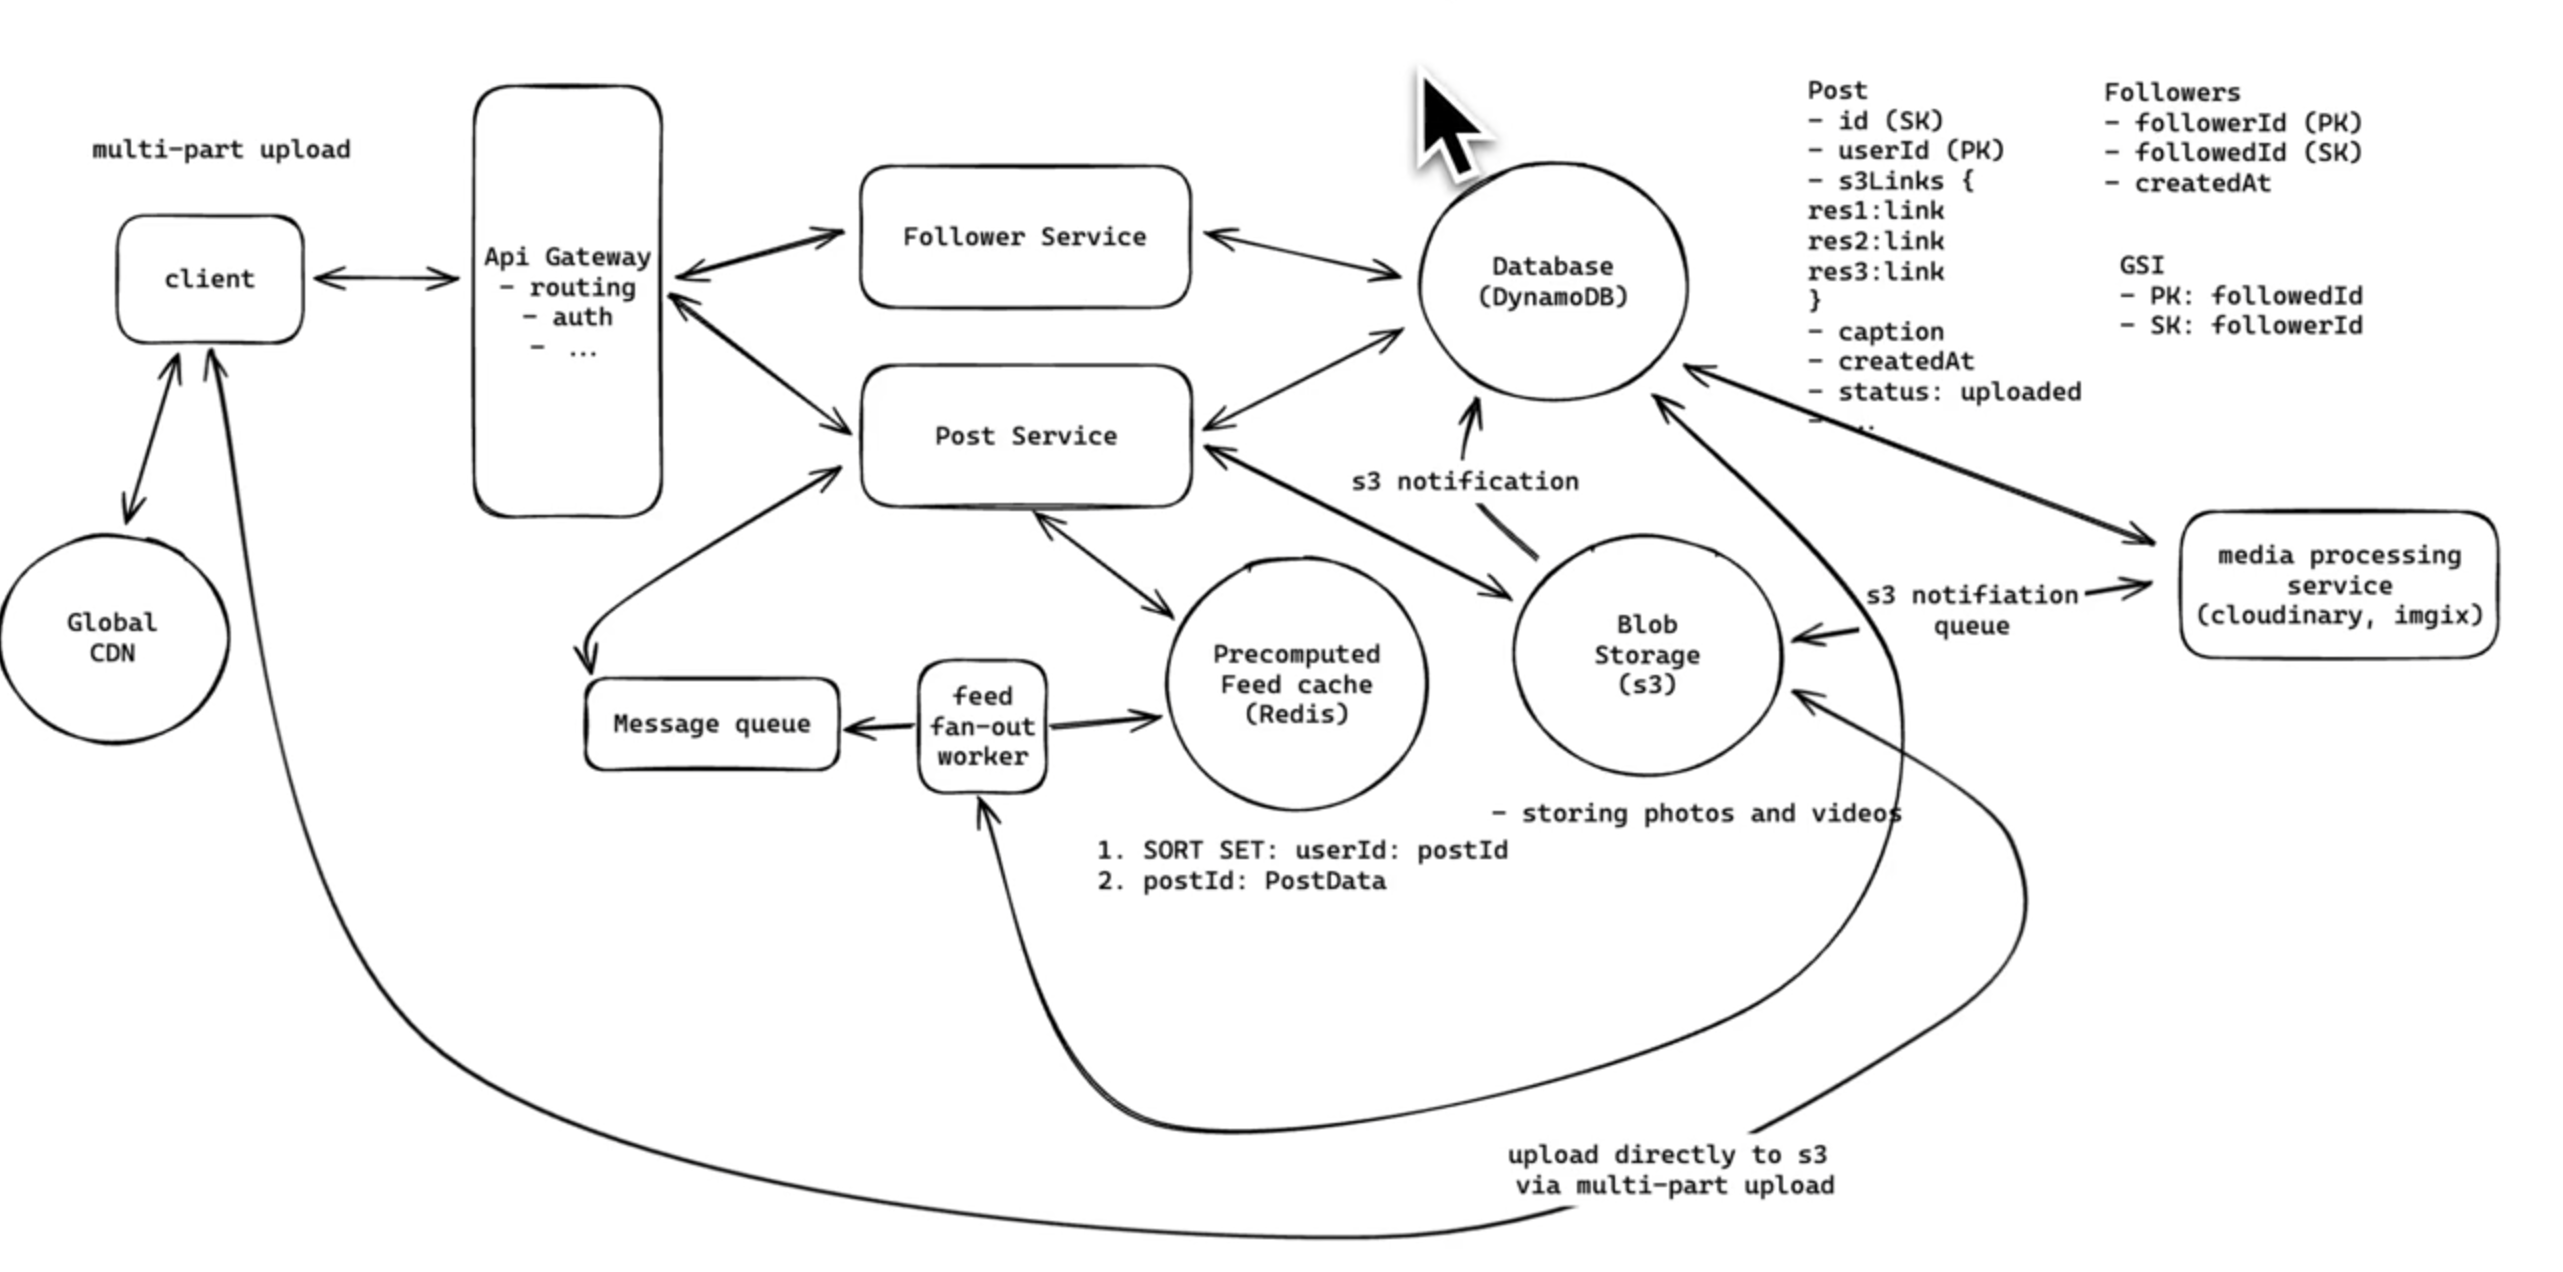 multi-part upload
client
Global
CDN
Api Gateway
- routing
- auth
- ...
Follower Service
Post Service
Message queue
feed
fan-out
worker
Precomputed
Feed cache
(Redis)
1. SORT SET: userId: postId
2. postId: PostData
Database
(DynamoDB)
s3 notification
Blob
Storage
(s3)
- storing photos and videos
s3 notifiation
queue
media processing
service
(cloudinary, imgix)
upload directly to s3
via multi-part upload
Post
- id (SK)
- userId (PK)
- s3Links {
res1:link
res2:link
res3:link
}
- caption
- createdAt
- status: uploaded
- ...
Followers
- followerId (PK)
- followedId (SK)
- createdAt
GSI
- PK: followedId
- SK: followerId